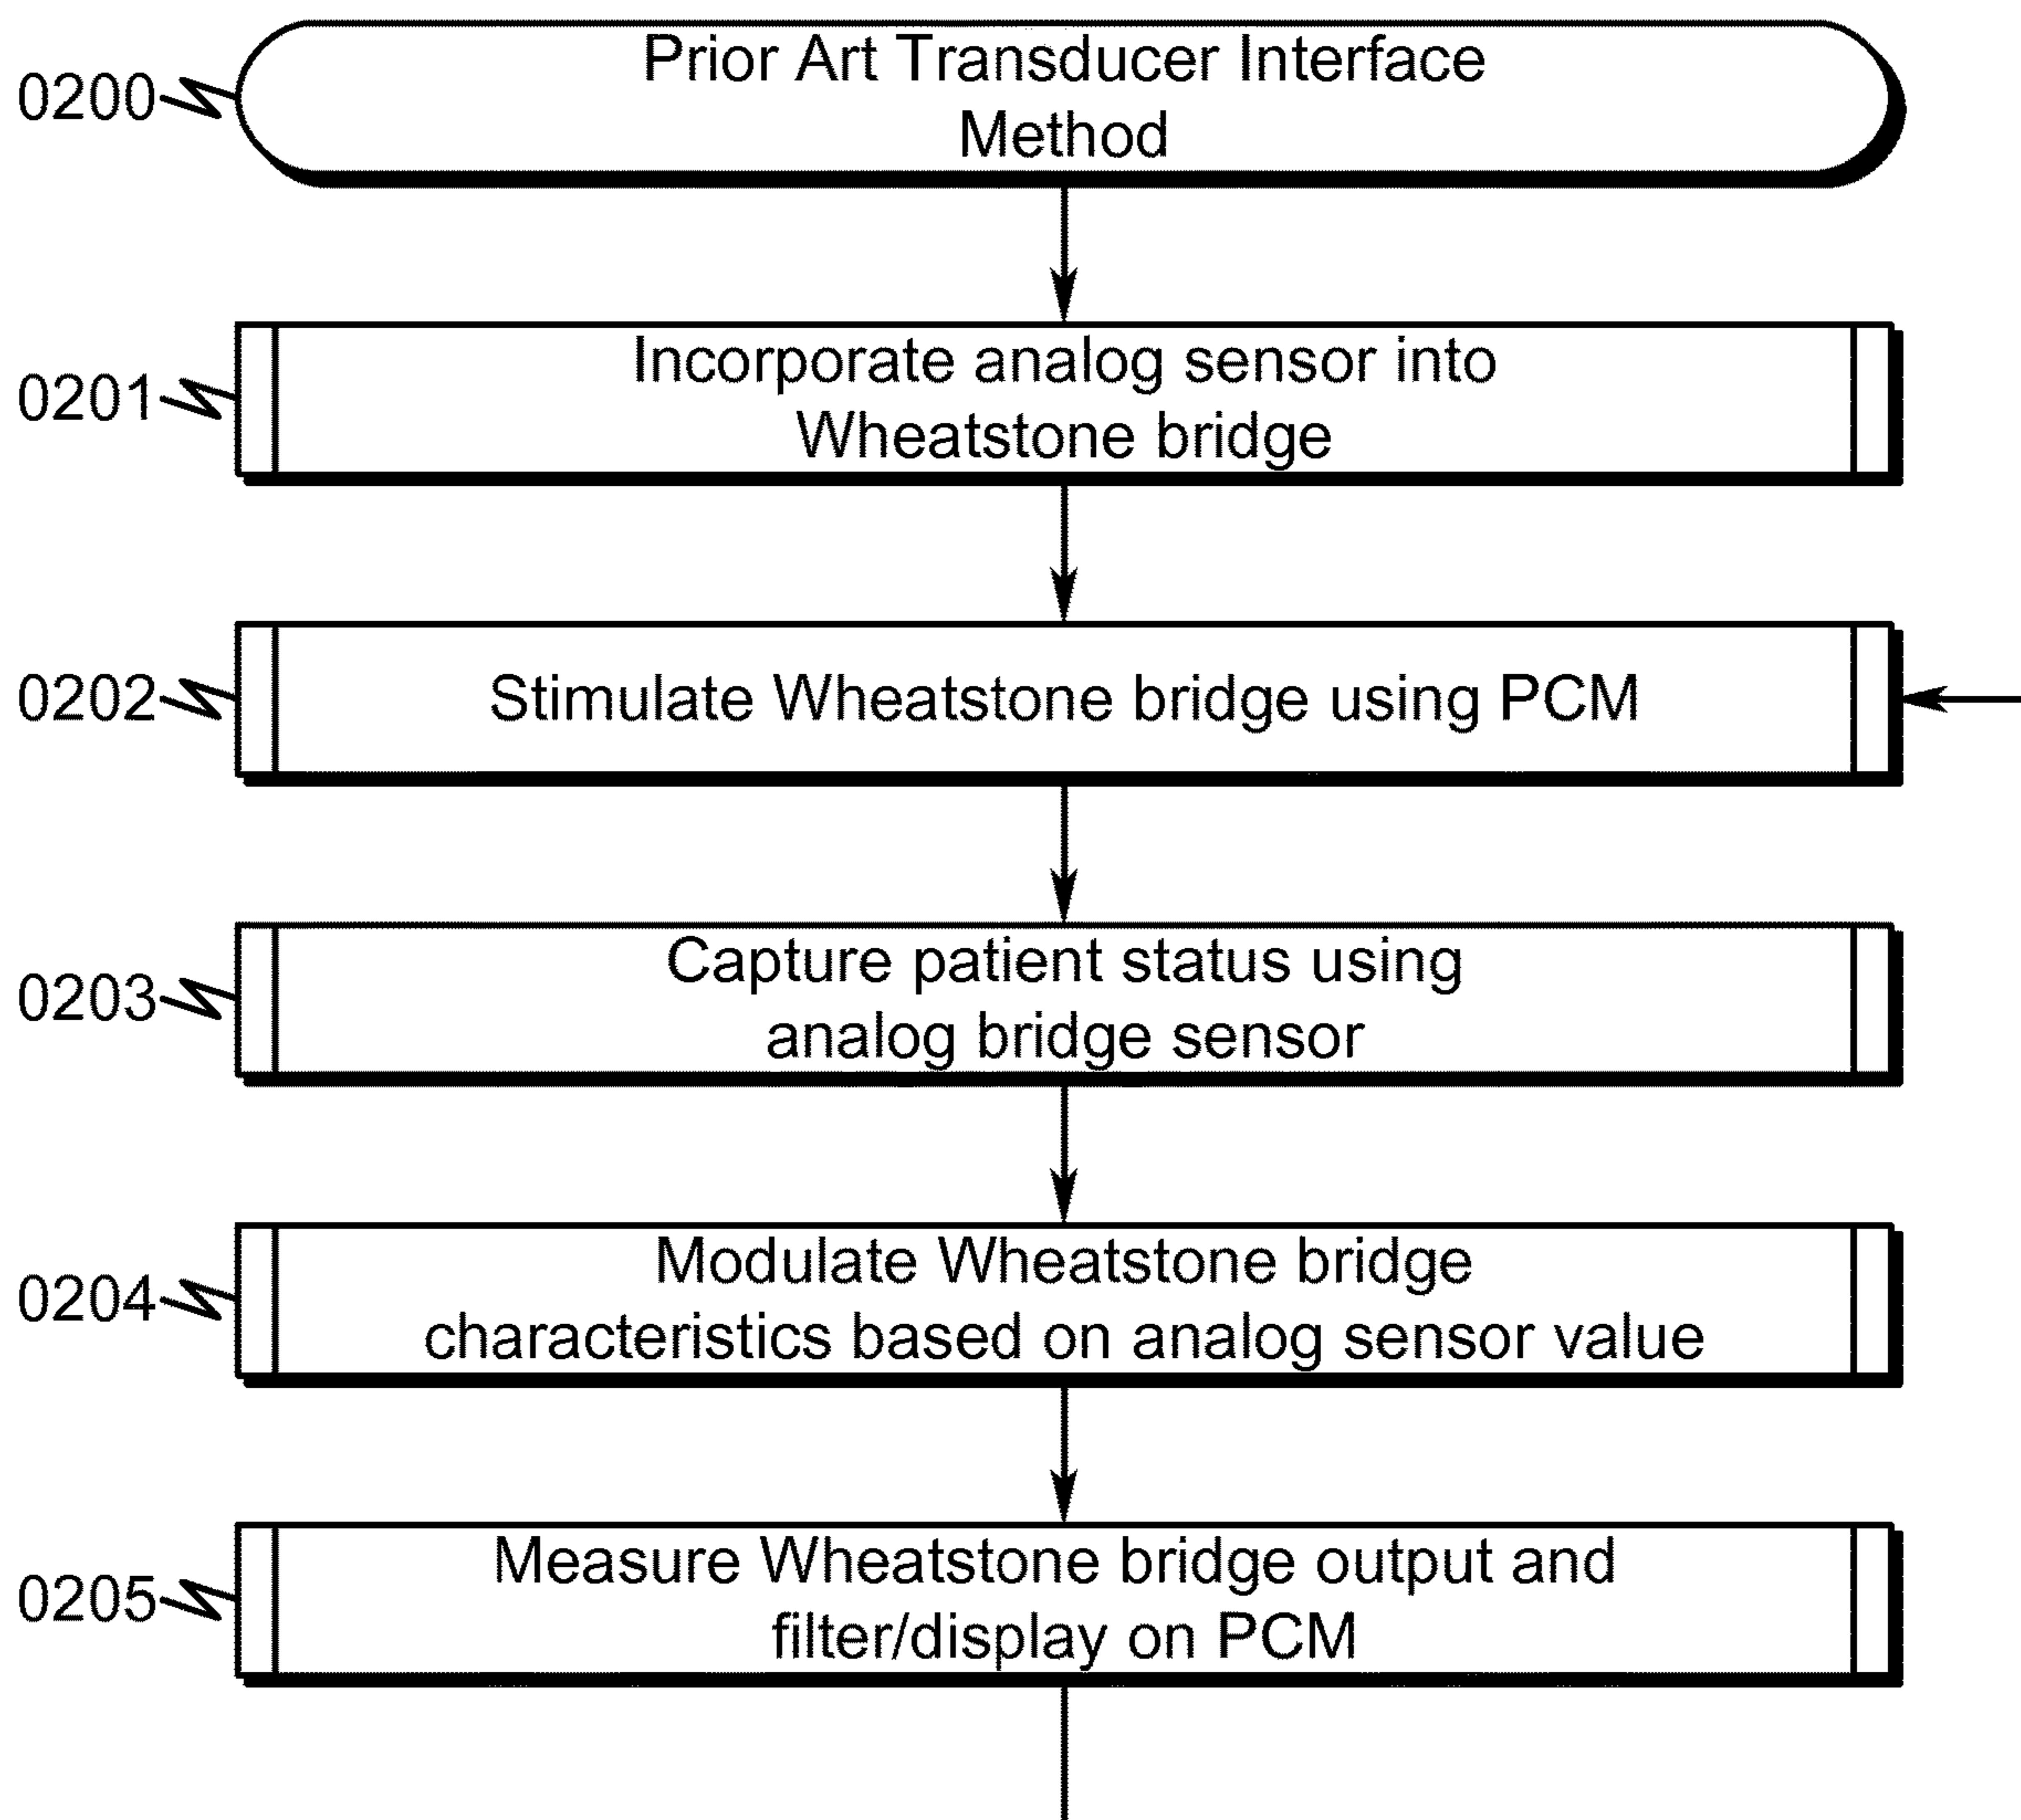 0200
Prior Art Transducer Interface
Method
0201
Incorporate analog sensor into
Wheatstone bridge
0202
Stimulate Wheatstone bridge using PCM
0203
Capture patient status using
analog bridge sensor
0204
Modulate Wheatstone bridge
characteristics based on analog sensor value
0205
Measure Wheatstone bridge output and
filter/display on PCM